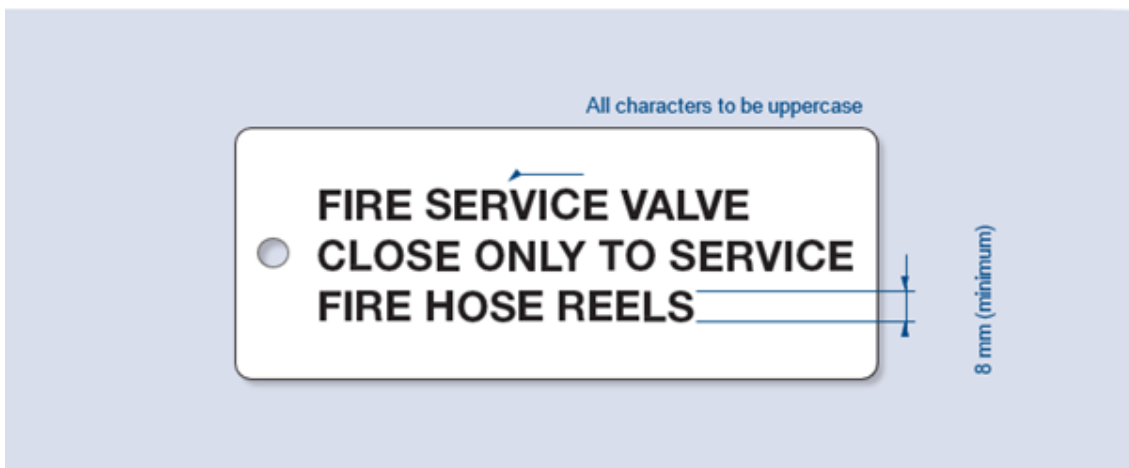 All characters to be uppercase
FIRE SERVICE VALVE
CLOSE ONLY TO SERVICE
FIRE HOSE REELS
8 mm (minimum)